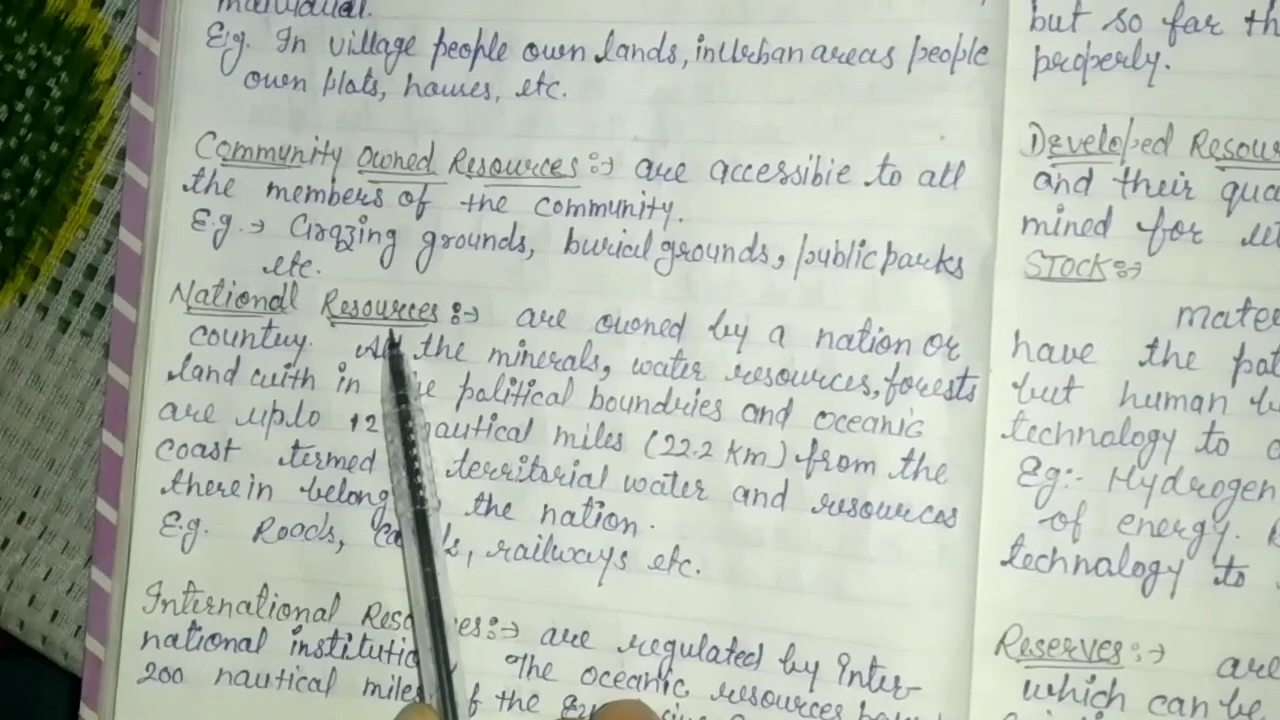 individual.
E.g. In village people own lands, in urban areas people
own plots, houses, etc.
Community owned Resources :→ are accessible to all
the members of the community.
E.g. → Grazing grounds, burial grounds, public parks
etc.
National Resources :→ are owned by a nation or
country. the minerals, water resources, forests
land with in political boundries and oceanic
are upto 12 nautical miles (22.2 km) from the
coast termed territorial water and resources
therein belong the nation.
E.g. Roads, railways etc.
International :→ are regulated by Inter-
national The oceanic resources
200 nautical miles of the
but so far
properly.
Developed
and their
mined for
STOCK :→
have the
but human
technology to
Eg:- Hydrogen
of energy.
technology to
Reserves :→ are
which can be